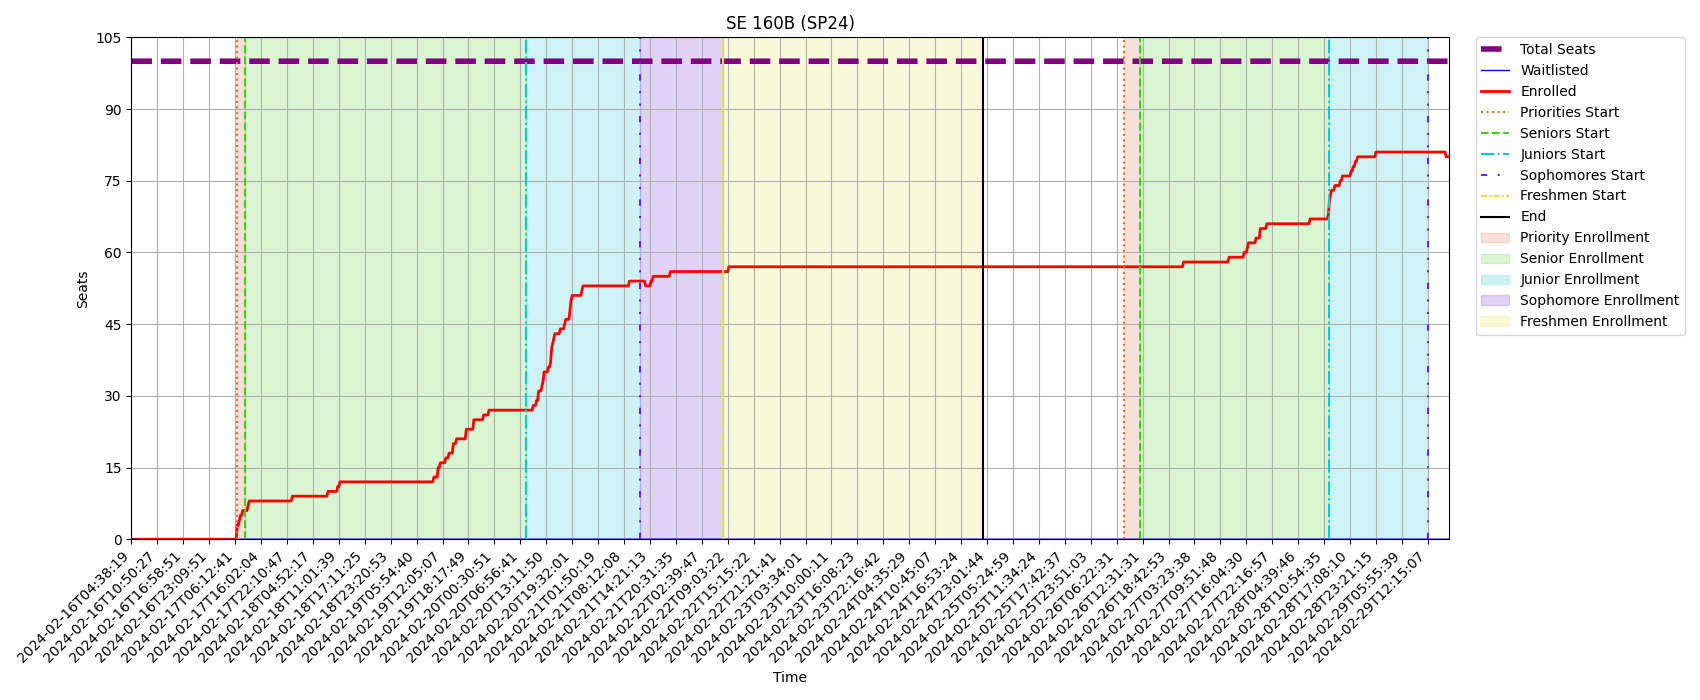 SE 160B (SP24)
105
90
75
60
45
30
15
0
Seats
2024-02-16T04:38:19
2024-02-16T10:50:27
2024-02-16T16:58:51
2024-02-16T23:09:51
2024-02-17T06:12:41
2024-02-17T16:02:04
2024-02-17T22:10:47
2024-02-18T04:52:17
2024-02-18T11:01:39
2024-02-18T17:11:25
2024-02-18T23:20:53
2024-02-19T05:54:40
2024-02-19T12:05:07
2024-02-19T18:17:49
2024-02-20T00:30:51
2024-02-20T06:56:41
2024-02-20T13:11:50
2024-02-20T19:32:01
2024-02-21T01:50:19
2024-02-21T08:12:08
2024-02-21T14:21:13
2024-02-21T20:31:35
2024-02-22T02:39:47
2024-02-22T09:03:22
2024-02-22T15:15:22
2024-02-22T21:21:41
2024-02-23T03:34:01
2024-02-23T10:00:11
2024-02-23T16:08:23
2024-02-23T22:16:42
2024-02-24T04:35:29
2024-02-24T10:45:07
2024-02-24T16:53:24
2024-02-24T23:01:44
2024-02-25T05:24:59
2024-02-25T11:34:24
2024-02-25T17:42:37
2024-02-25T23:51:03
2024-02-26T06:22:31
2024-02-26T12:31:31
2024-02-26T18:42:53
2024-02-27T03:23:38
2024-02-27T09:51:48
2024-02-27T16:04:30
2024-02-27T22:16:57
2024-02-28T04:39:46
2024-02-28T10:54:35
2024-02-28T17:08:10
2024-02-28T23:21:15
2024-02-29T05:55:39
2024-02-29T12:15:07
Time
Total Seats
Waitlisted
Enrolled
Priorities Start
Seniors Start
Juniors Start
Sophomores Start
Freshmen Start
End
Priority Enrollment
Senior Enrollment
Junior Enrollment
Sophomore Enrollment
Freshmen Enrollment